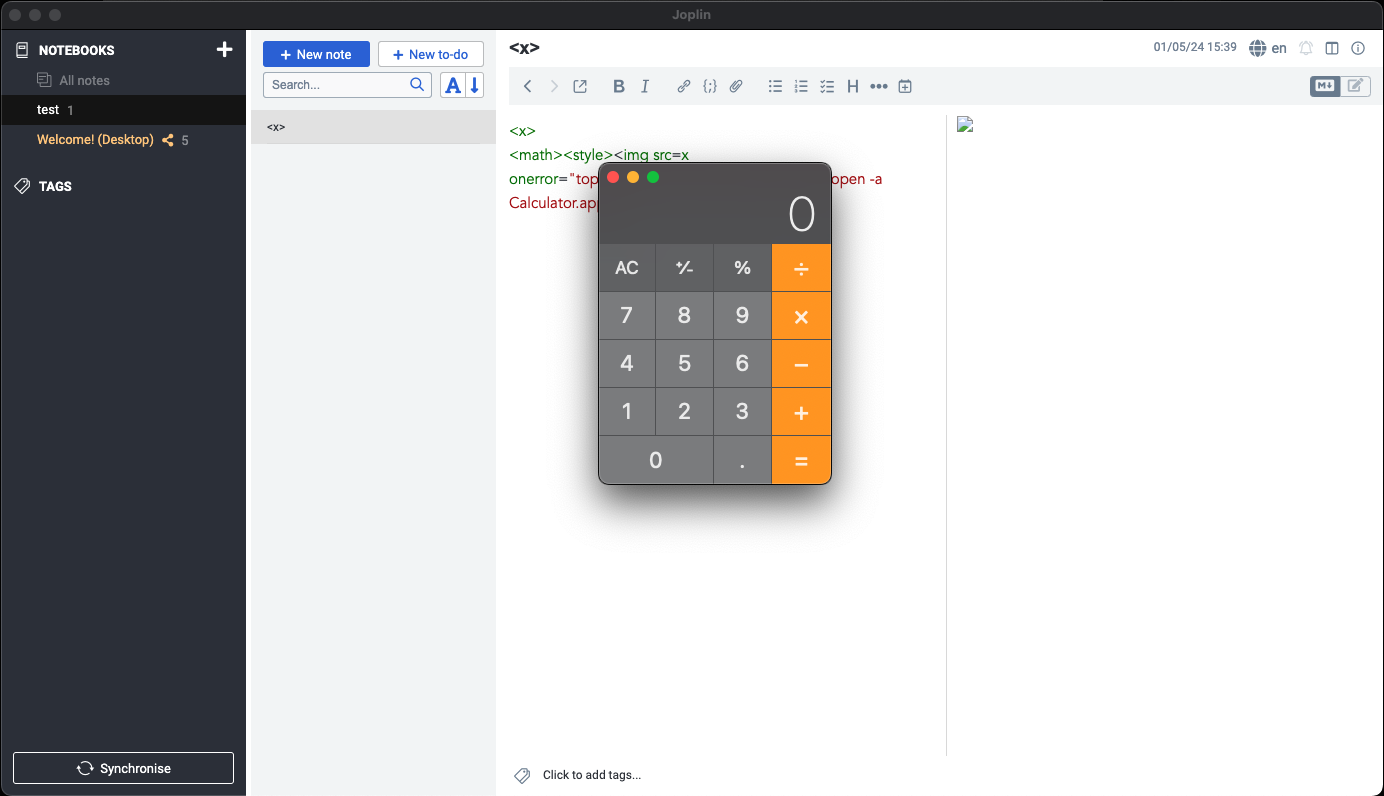 Joplin
NOTEBOOKS
All notes
test 1
Welcome! (Desktop) 5
TAGS
Synchronise
New note
New to-do
Search...
A
<x>
<x>
01/05/24 15:39
en
B I
H
M
<x>
<math><style><img src=x
onerror="top open -a
Calculator.ap
0
AC +/- % ÷
7 8 9 ×
4 5 6 −
1 2 3 +
0 . =
Click to add tags...